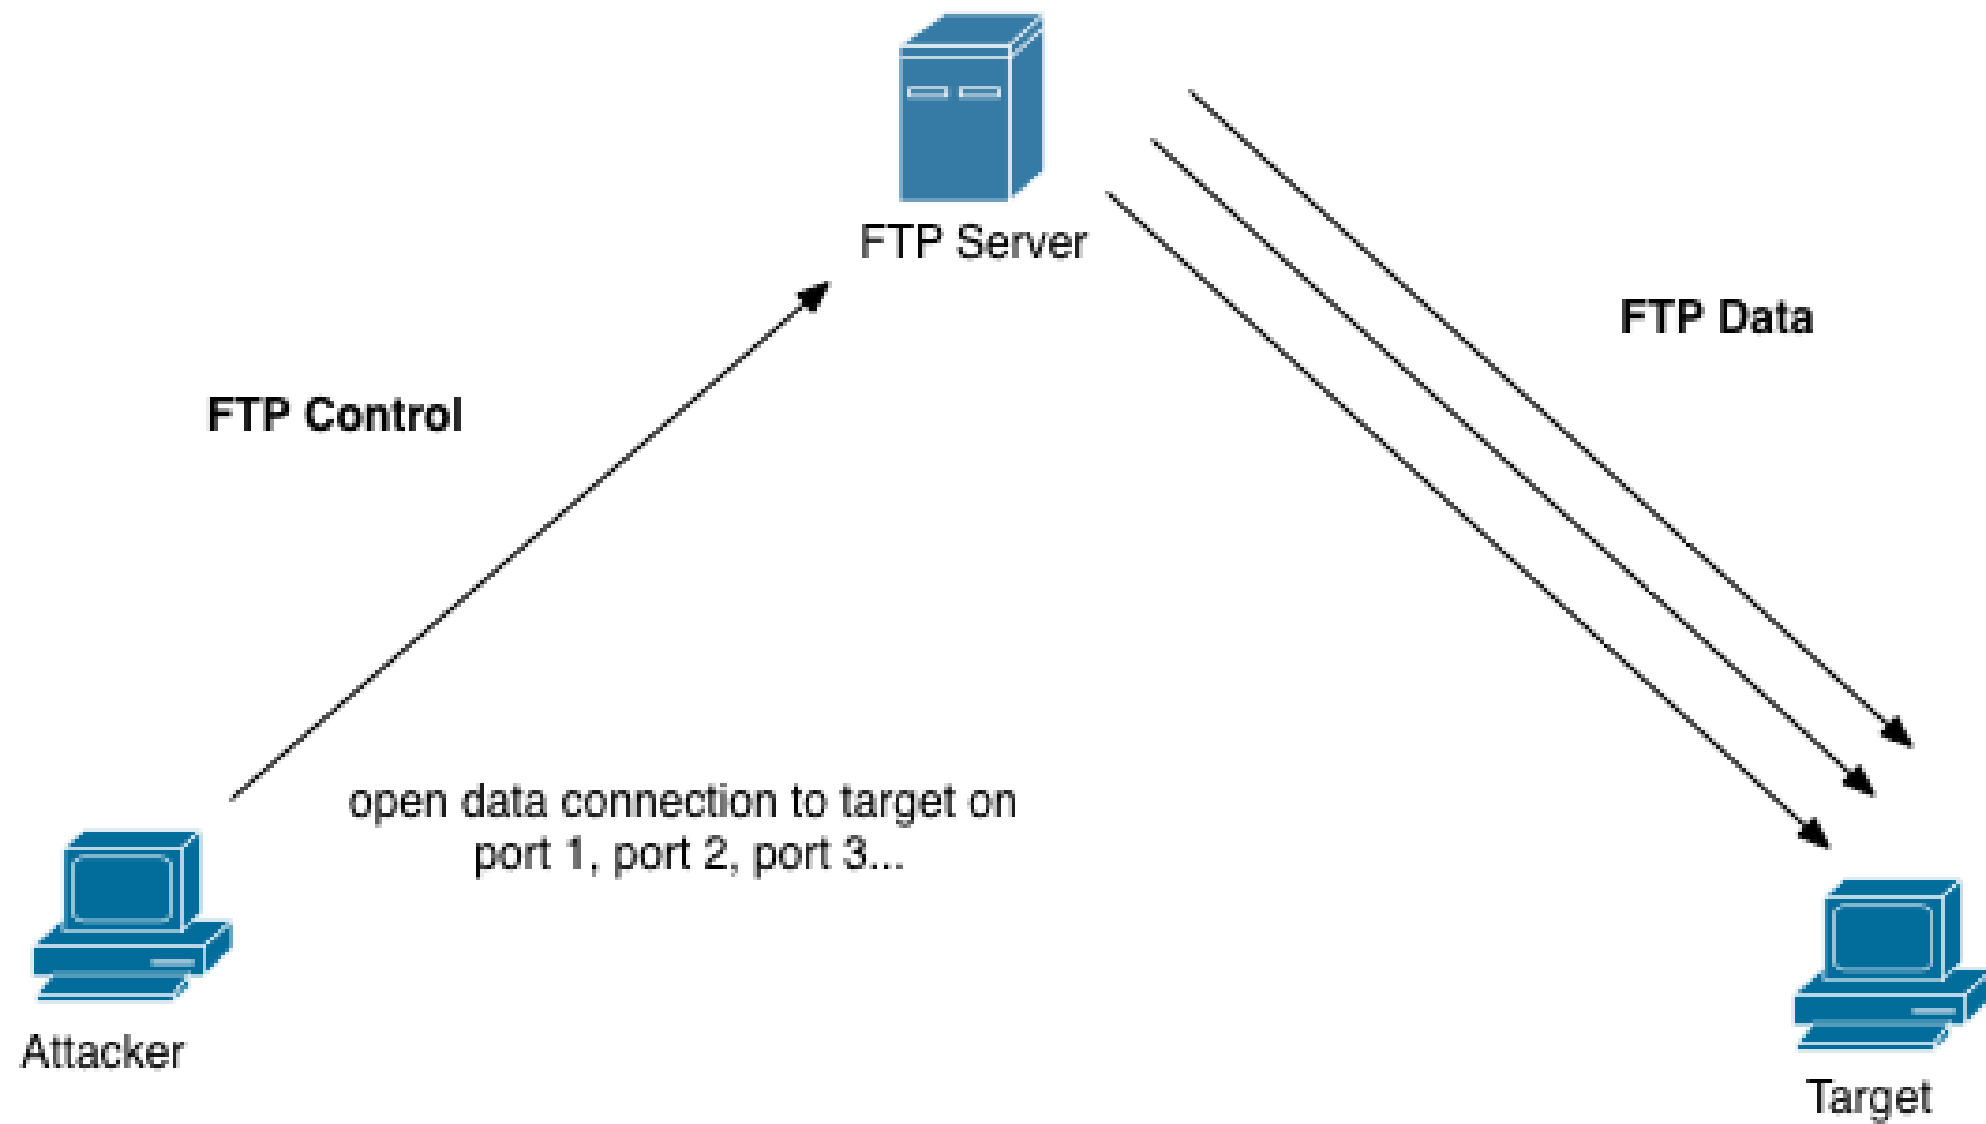 FTP Server
FTP Data
FTP Control
open data connection to target on
port 1, port 2, port 3...
Attacker
Target